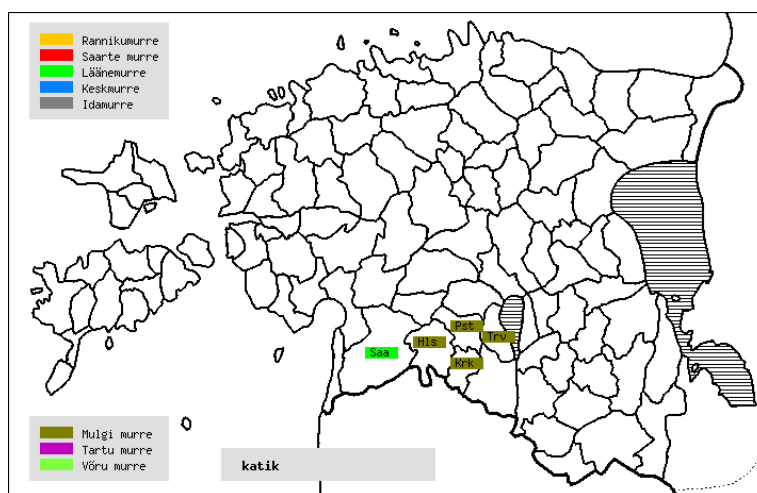 Rannikumurre
Saarte murre
Läänemurre
Keskmurre
Idamurre
Pst
Trv
Hls
Saa
Krk
Mulgi murre
Tartu murre
Võru murre
katik